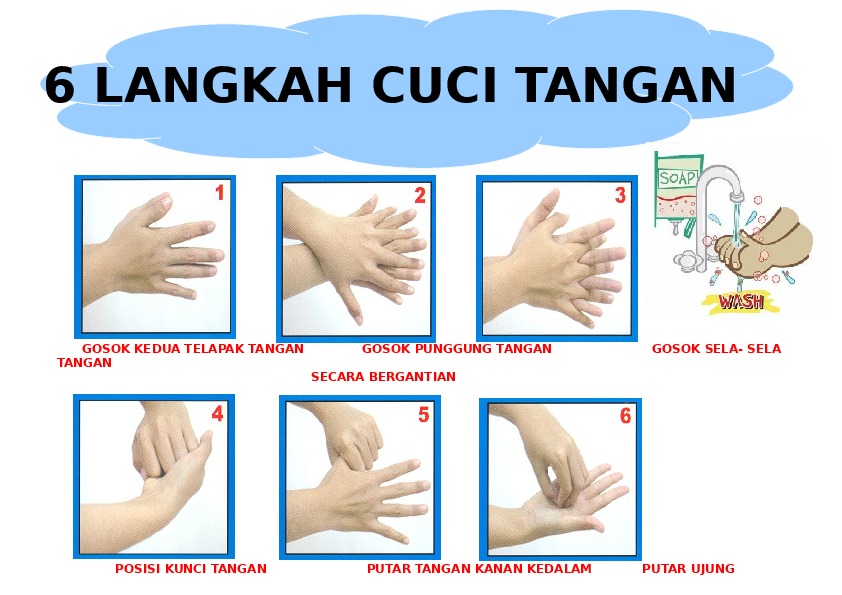 6 LANGKAH CUCI TANGAN
SOAP
WASH
1
2
3
GOSOK KEDUA TELAPAK TANGAN GOSOK PUNGGUNG TANGAN GOSOK SELA- SELA
TANGAN
SECARA BERGANTIAN
4
5
6
POSISI KUNCI TANGAN PUTAR TANGAN KANAN KEDALAM PUTAR UJUNG